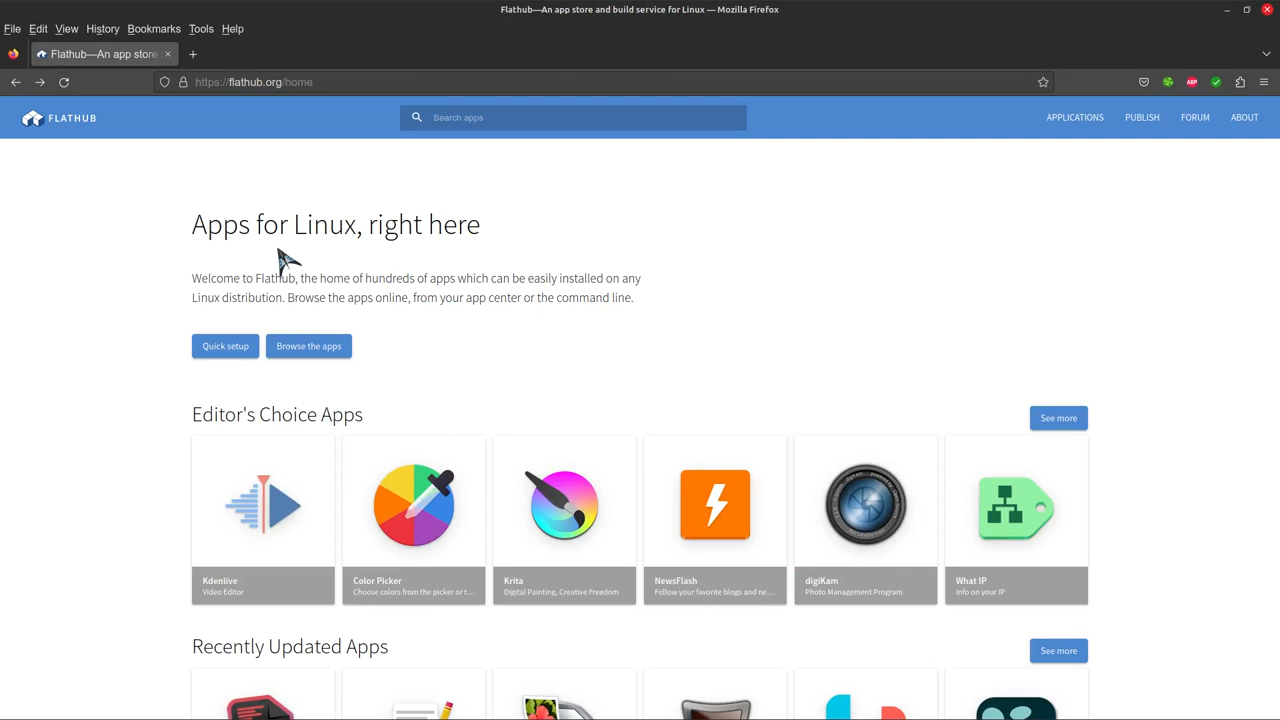 Flathub—An app store and build service for Linux — Mozilla Firefox
File Edit View History Bookmarks Tools Help
Flathub—An app store
https://flathub.org/home
ABP
FLATHUB
Search apps
APPLICATIONS PUBLISH FORUM ABOUT
Apps for Linux, right here
Welcome to Flathub, the home of hundreds of apps which can be easily installed on any
Linux distribution. Browse the apps online, from your app center or the command line.
Quick setup Browse the apps
Editor's Choice Apps
See more
Kdenlive
Video Editor
Color Picker
Choose colors from the picker or t…
Krita
Digital Painting, Creative Freedom
NewsFlash
Follow your favorite blogs and ne…
digiKam
Photo Management Program
What IP
Info on your IP
Recently Updated Apps
See more